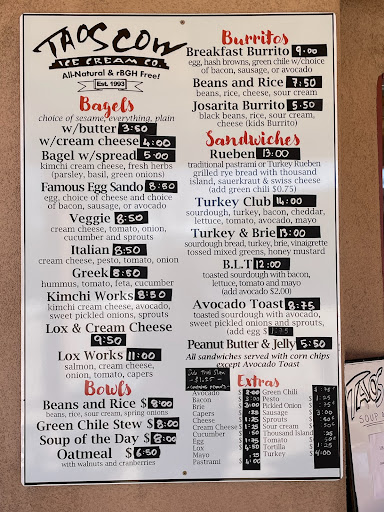 TAOS COW
ICE CREAM CO.
All-Natural & rBGH Free!
Est. 1993
Bagels
choice of sesame, everything, plain
w/butter 3:50
w/cream cheese 4:00
Bagel w/spread 5:00
kimchi cream cheese, fresh herbs
(parsley, basil, green onions)
Famous Egg Sando 8:50
egg, choice of cheese and choice
of bacon, sausage, or avocado
Veggie 8:50
cream cheese, tomato, onion,
cucumber and sprouts
Italian 8:50
cream cheese, pesto, tomato, onion
Greek 8:50
hummus, tomato, feta, cucumber
Kimchi Works 8:50
kimchi cream cheese, avocado,
sweet pickled onions, sprouts
Lox & Cream Cheese
9:50
Lox Works 11:00
salmon, cream cheese,
onion, tomato, capers
Bowls
Beans and Rice $8:00
beans, rice, sour cream, spring onions
Green Chile Stew $8:00
Soup of the Day $8:00
Oatmeal $6:50
with walnuts and cranberries
Burritos
Breakfast Burrito 9:00
egg, hash browns, green chile w/choice
of bacon, sausage, or avocado
Beans and Rice 7:50
beans, rice, cheese, sour cream
Josarita Burrito 5:50
black beans, rice, sour cream,
cheese (kids Burrito)
Sandwiches
Rueben 13:00
traditional pastrami or Turkey Rueben
grilled rye bread with thousand
island, sauerkraut & swiss cheese
(add green chili $0.75)
Turkey Club 14:00
sourdough, turkey, bacon, cheddar,
lettuce, tomato, avocado, mayo
Turkey & Brie 13:00
sourdough bread, turkey, brie, vinaigrette
tossed mixed greens, honey mustard
B.L.T 12:00
toasted sourdough with bacon,
lettuce, tomato and mayo
(add avocado $2.00)
Avocado Toast 8:75
toasted sourdough with avocado,
sweet pickled onions and sprouts,
(add egg $1.75)
Peanut Butter & Jelly 5:50
All sandwiches served with corn chips
except Avocado Toast
Extras
Avocado
Bacon
Brie
Capers
Cheese
Cream Cheese
Cucumber
Egg
Lox
Mayo
Pastrami
Green Chili
Pesto
Pickled Onion
Sausage
Sprouts
Sour cream
Thousand Island
Tomato
Tortilla
Turkey 4:00
TAOS
SOUP